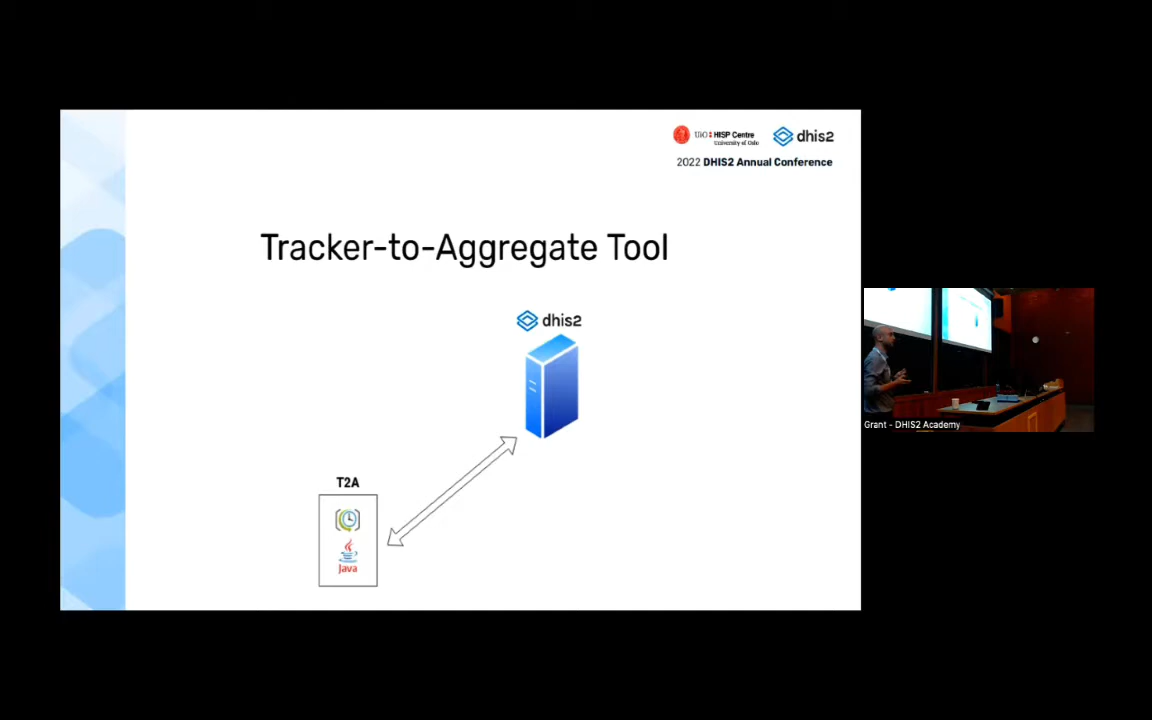 UiO HISP Centre
University of Oslo
dhis2
2022 DHIS2 Annual Conference
Tracker-to-Aggregate Tool
dhis2
T2A
Java
Grant - DHIS2 Academy